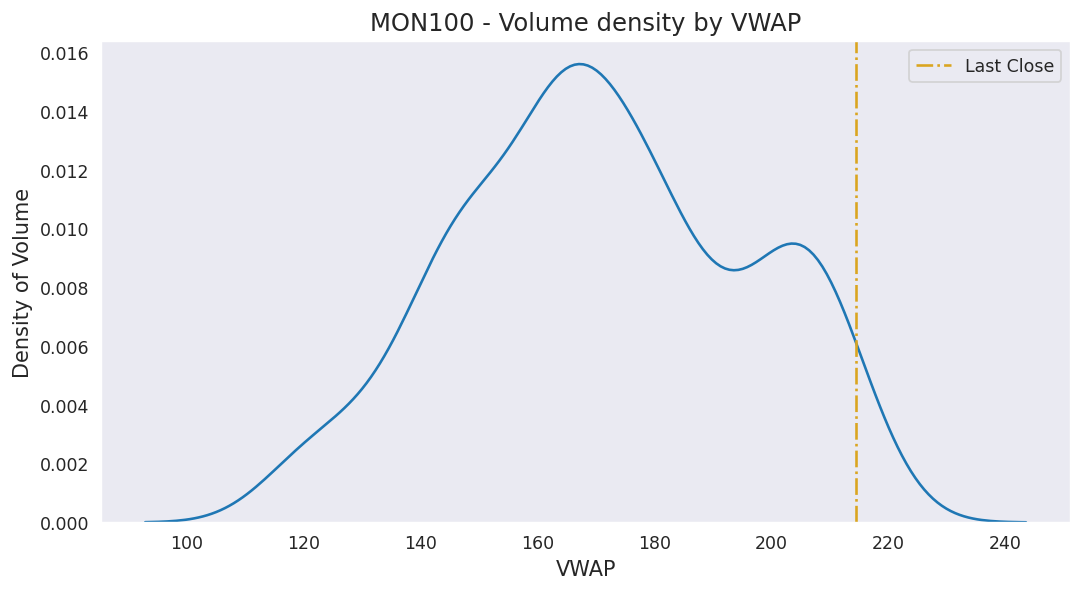 MON100 - Volume density by VWAP
Last Close
Density of Volume
0.016
0.014
0.012
0.010
0.008
0.006
0.004
0.002
0.000
100 120 140 160 180 200 220 240
VWAP